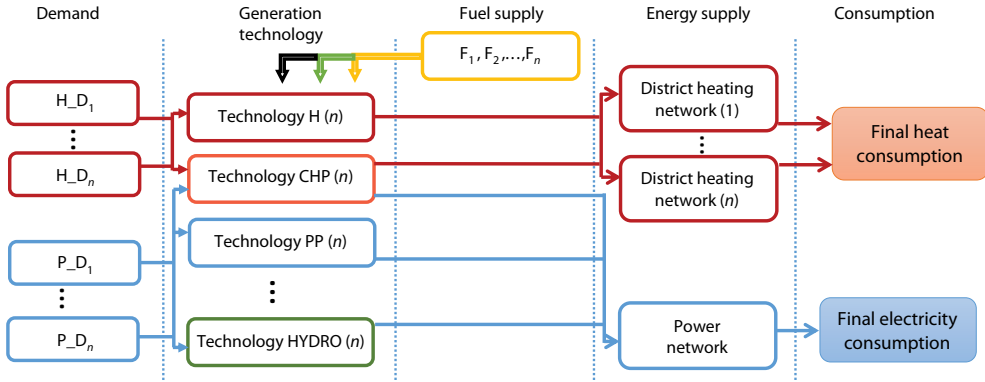 Demand
Generation
technology
Fuel supply
Energy supply
Consumption
F₁, F₂,...,Fₙ
H_D₁
H_Dₙ
P_D₁
P_Dₙ
Technology H (n)
Technology CHP (n)
Technology PP (n)
Technology HYDRO (n)
District heating
network (1)
District heating
network (n)
Power
network
Final heat
consumption
Final electricity
consumption